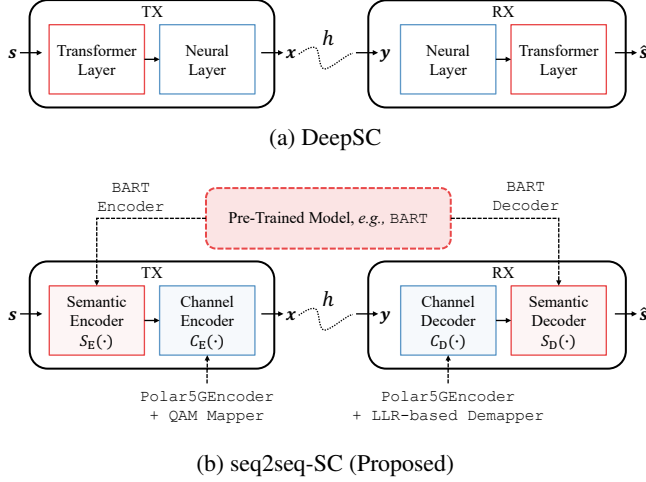 TX
RX
s
Transformer
Layer
Neural
Layer
x
h
y
Neural
Layer
Transformer
Layer
ŝ
(a) DeepSC
BART
Encoder
Pre-Trained Model, e.g., BART
BART
Decoder
TX
RX
s
Semantic
Encoder
S_E(·)
Channel
Encoder
C_E(·)
x
h
y
Channel
Decoder
C_D(·)
Semantic
Decoder
S_D(·)
ŝ
Polar5GEncoder
+ QAM Mapper
Polar5GEncoder
+ LLR-based Demapper
(b) seq2seq-SC (Proposed)